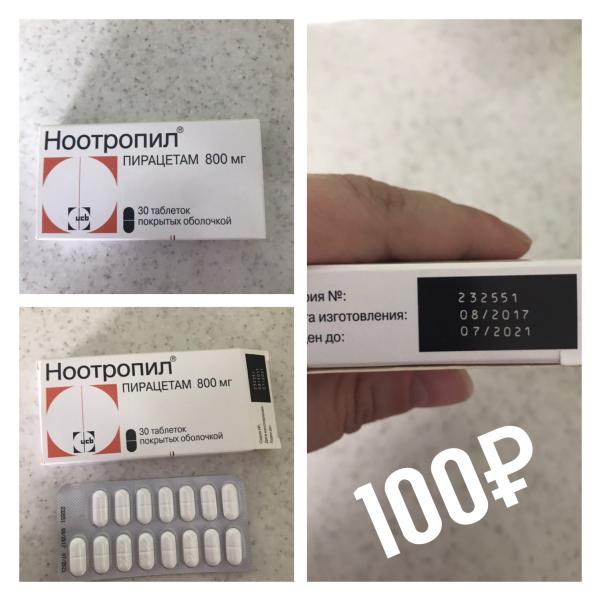 Ноотропил®
ПИРАЦЕТАМ 800 мг
ucb
30 таблеток
покрытых оболочкой
рия №:
232551
та изготовления:
08/2017
ден до:
07/2021
Ноотропил®
ПИРАЦЕТАМ 800 мг
ucb
30 таблеток
покрытых оболочкой
100₽